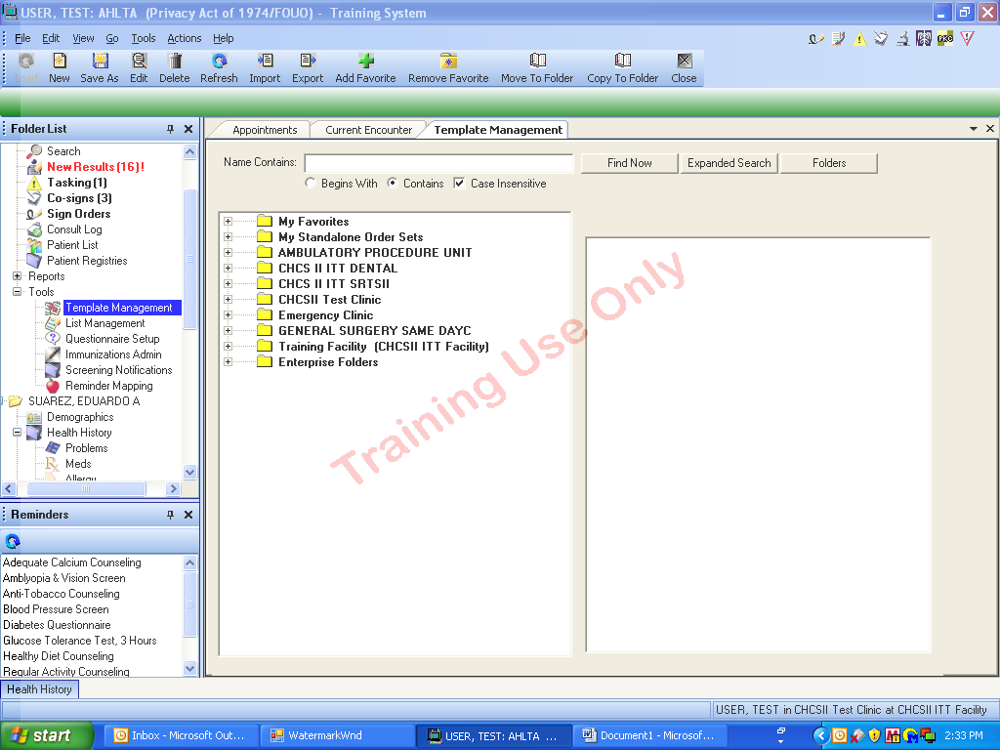 USER, TEST: AHLTA (Privacy Act of 1974/FOUO) - Training System
File Edit View Go Tools Actions Help
New Save As Edit Delete Refresh Import Export Add Favorite Remove Favorite Move To Folder Copy To Folder Close
Folder List
Search
New Results (16) !
Tasking (1)
Co-signs (3)
Sign Orders
Consult Log
Patient List
Patient Registries
Reports
Tools
Template Management
List Management
Questionnaire Setup
Immunizations Admin
Screening Notifications
Reminder Mapping
SUAREZ, EDUARDO A
Demographics
Health History
Problems
Meds
Allergy
Reminders
Adequate Calcium Counseling
Amblyopia & Vision Screen
Anti-Tobacco Counseling
Blood Pressure Screen
Diabetes Questionnaire
Glucose Tolerance Test, 3 Hours
Healthy Diet Counseling
Regular Activity Counseling
Health History
Appointments Current Encounter Template Management
Name Contains: Find Now Expanded Search Folders
Begins With Contains Case Insensitive
My Favorites
My Standalone Order Sets
AMBULATORY PROCEDURE UNIT
CHCS II ITT DENTAL
CHCS II ITT SRTSII
CHCSII Test Clinic
Emergency Clinic
GENERAL SURGERY SAME DAYC
Training Facility (CHCSII ITT Facility)
Enterprise Folders
Training Use Only
USER, TEST in CHCSII Test Clinic at CHCSII ITT Facility
start Inbox - Microsoft Out... WatermarkWnd USER, TEST: AHLTA ... Document1 - Microsof... 2:33 PM